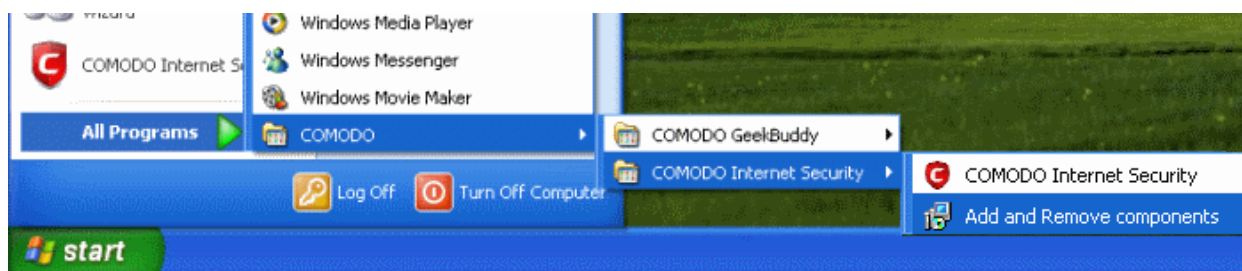 Wizard
COMODO Internet S
All Programs
Windows Media Player
Windows Messenger
Windows Movie Maker
COMODO
COMODO GeekBuddy
COMODO Internet Security
COMODO Internet Security
Add and Remove components
Log Off
Turn Off Computer
start